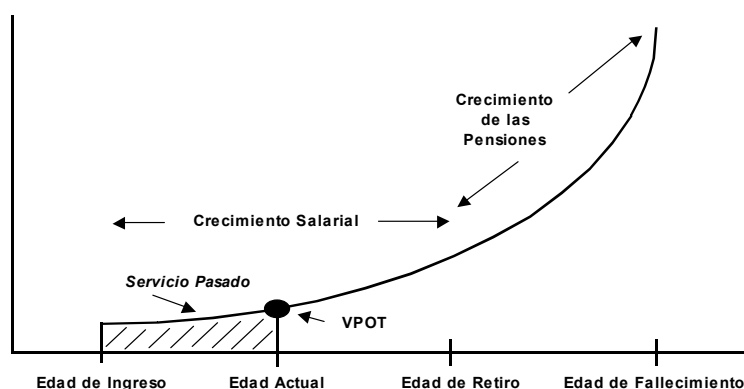 Crecimiento
de las
Pensiones
Crecimiento Salarial
Servicio Pasado
VPOT
Edad de Ingreso
Edad Actual
Edad de Retiro
Edad de Fallecimiento